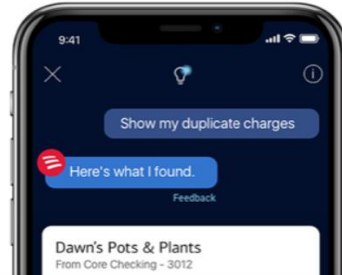 9:41
Show my duplicate charges
Here's what I found.
Feedback
Dawn's Pots & Plants
From Core Checking - 3012